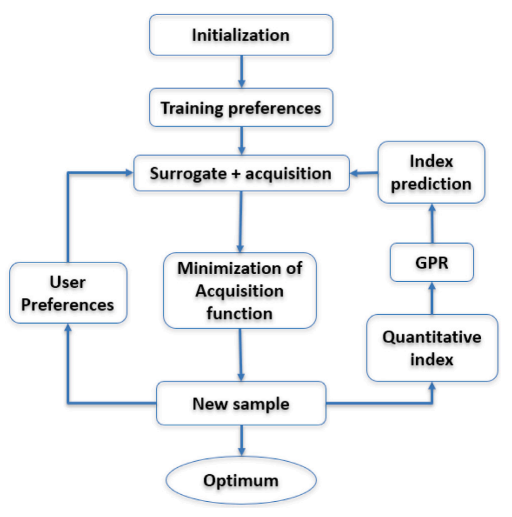 Initialization
Training preferences
Surrogate + acquisition
Index
prediction
Minimization of
Acquisition
function
GPR
User
Preferences
Quantitative
index
New sample
Optimum